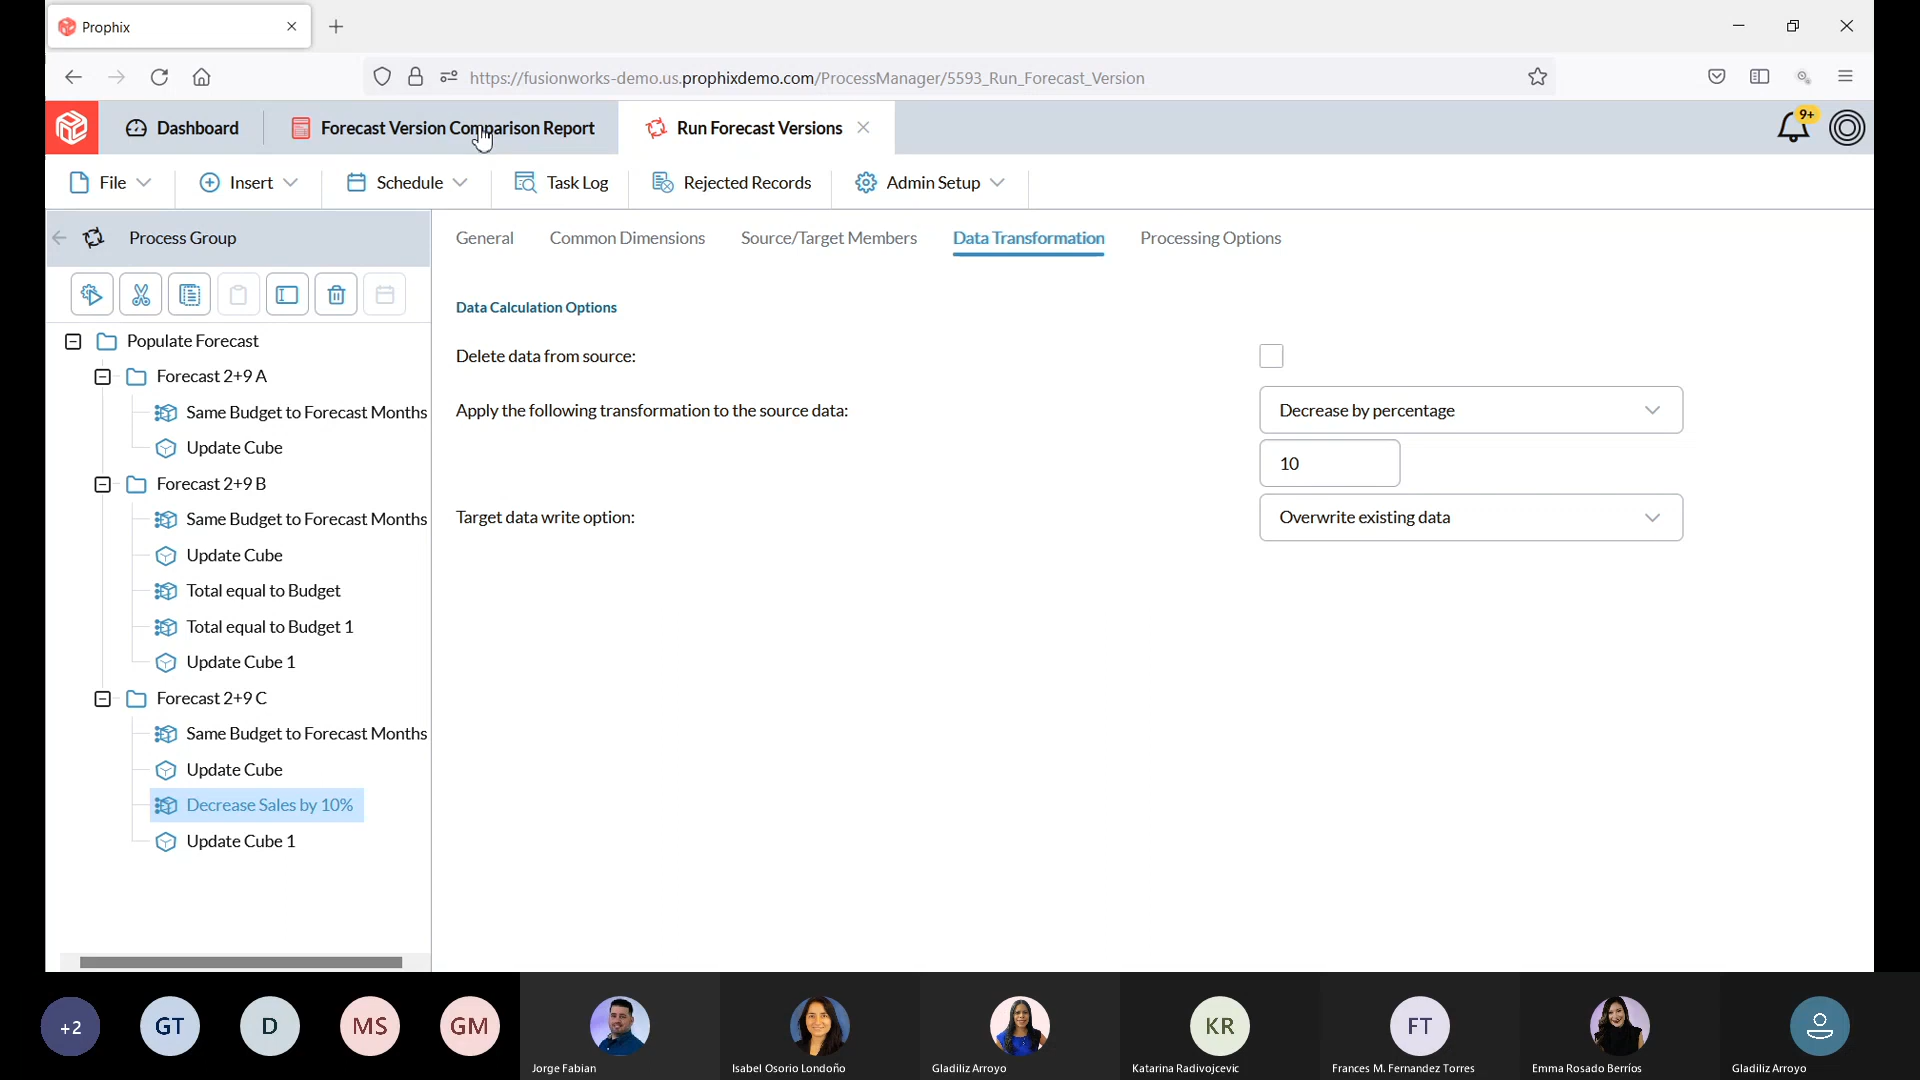 Prophix
https://fusionworks-demo.us.prophixdemo.com/ProcessManager/5593_Run_Forecast_Version
Dashboard
Forecast Version Comparison Report
Run Forecast Versions
9+
File
Insert
Schedule
Task Log
Rejected Records
Admin Setup
Process Group
General
Common Dimensions
Source/Target Members
Data Transformation
Processing Options
Populate Forecast
Forecast 2+9 A
Same Budget to Forecast Months
Update Cube
Forecast 2+9 B
Same Budget to Forecast Months
Update Cube
Total equal to Budget
Total equal to Budget 1
Update Cube 1
Forecast 2+9 C
Same Budget to Forecast Months
Update Cube
Decrease Sales by 10%
Update Cube 1
Data Calculation Options
Delete data from source:
Apply the following transformation to the source data:
Decrease by percentage
10
Target data write option:
Overwrite existing data
+2
GT
D
MS
GM
KR
FT
Jorge Fabian
Isabel Osorio Londoño
Gladiliz Arroyo
Katarina Radivojcevic
Frances M. Fernandez Torres
Emma Rosado Berríos
Gladiliz Arroyo